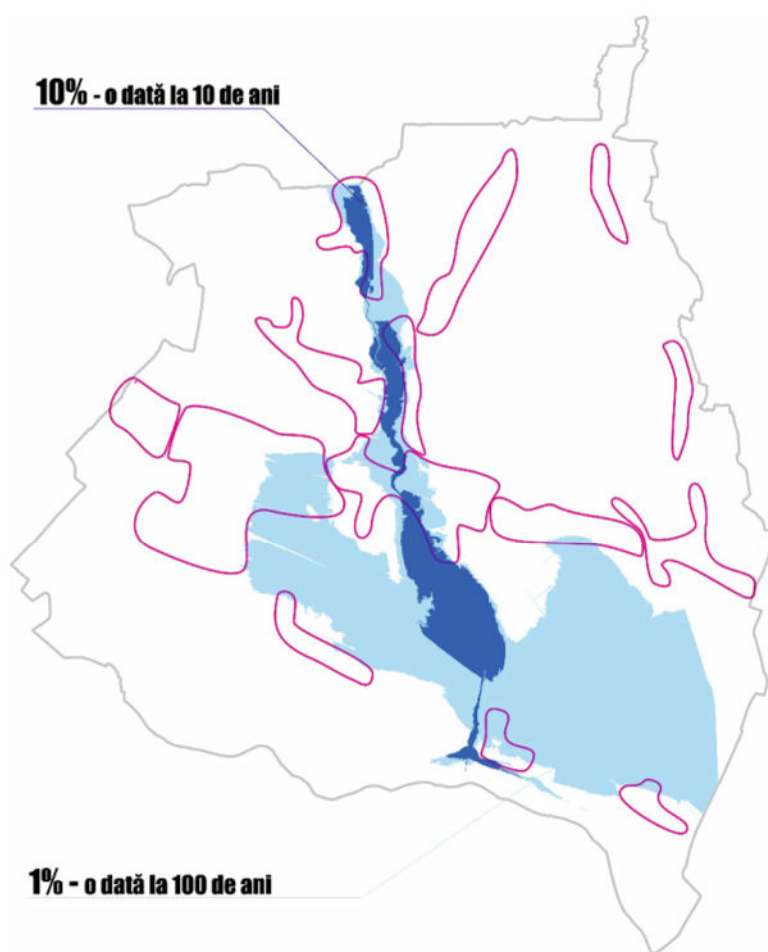 10% - o dată la 10 de ani
1% - o dată la 100 de ani